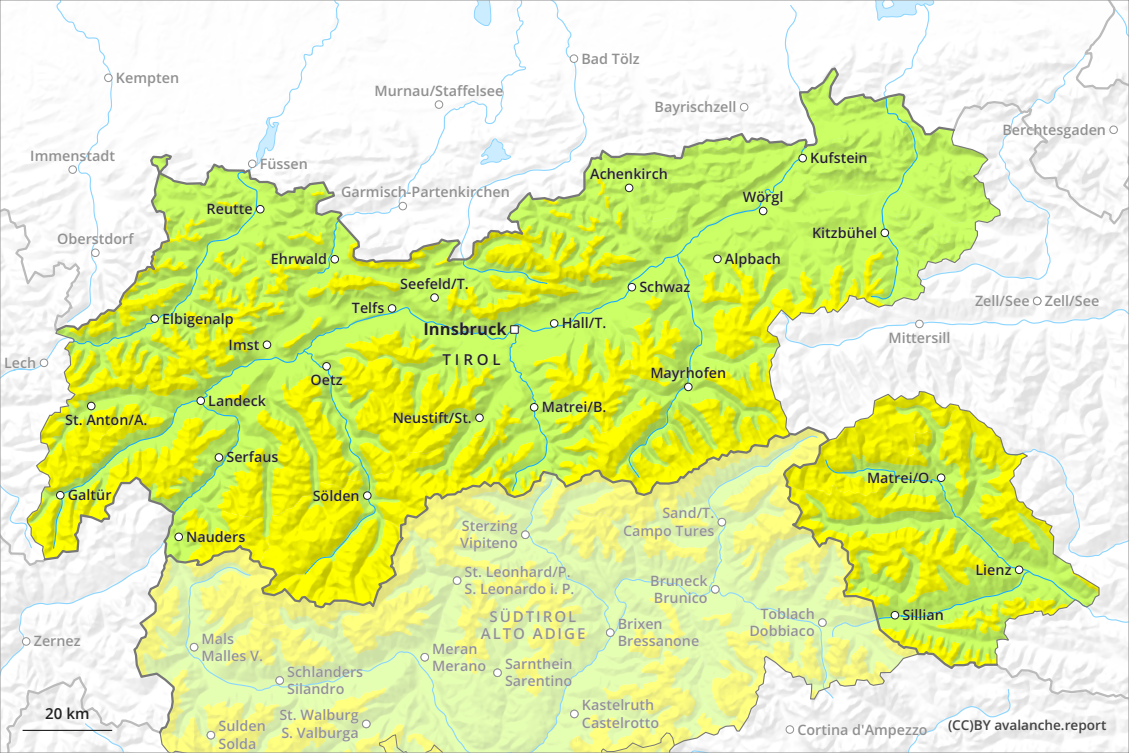 Kempten
Bad Tölz
Murnau/Staffelsee
Bayrischzell
Berchtesgaden
Immenstadt
Füssen
Kufstein
Achenkirch
Garmisch-Partenkirchen
Wörgl
Reutte
Kitzbühel
Oberstdorf
Ehrwald
Alpbach
Seefeld/T.
Schwaz
Zell/See
Zell/See
Telfs
Elbigenalp
Innsbruck
Hall/T.
Mittersill
Imst
TIROL
Lech
Oetz
Mayrhofen
Landeck
Matrei/B.
St. Anton/A.
Neustift/St.
Serfaus
Matrei/O.
Galtür
Sölden
Sand/T.
Campo Tures
Sterzing
Vipiteno
Nauders
Lienz
St. Leonhard/P.
S. Leonardo i. P.
Bruneck
Brunico
SÜDTIROL
ALTO ADIGE
Toblach
Dobbiaco
Sillian
Brixen
Bressanone
Zernez
Mals
Malles V.
Meran
Merano
Sarnthein
Sarentino
Schlanders
Silandro
Kastelruth
Castelrotto
20 km
St. Walburg
S. Valburga
Sulden
Solda
Cortina d'Ampezzo
(CC)BY avalanche.report